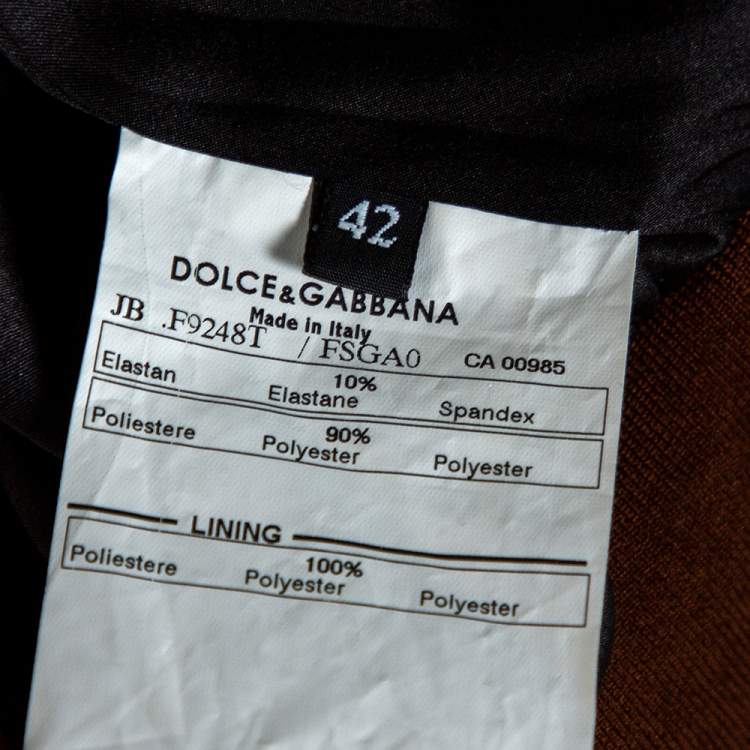 42
DOLCE&GABBANA
Made in Italy
JB .F9248T / FSGA0 CA 00985
10%
Elastan Elastane Spandex
90%
Poliestere Polyester Polyester
LINING
100%
Poliestere Polyester Polyester